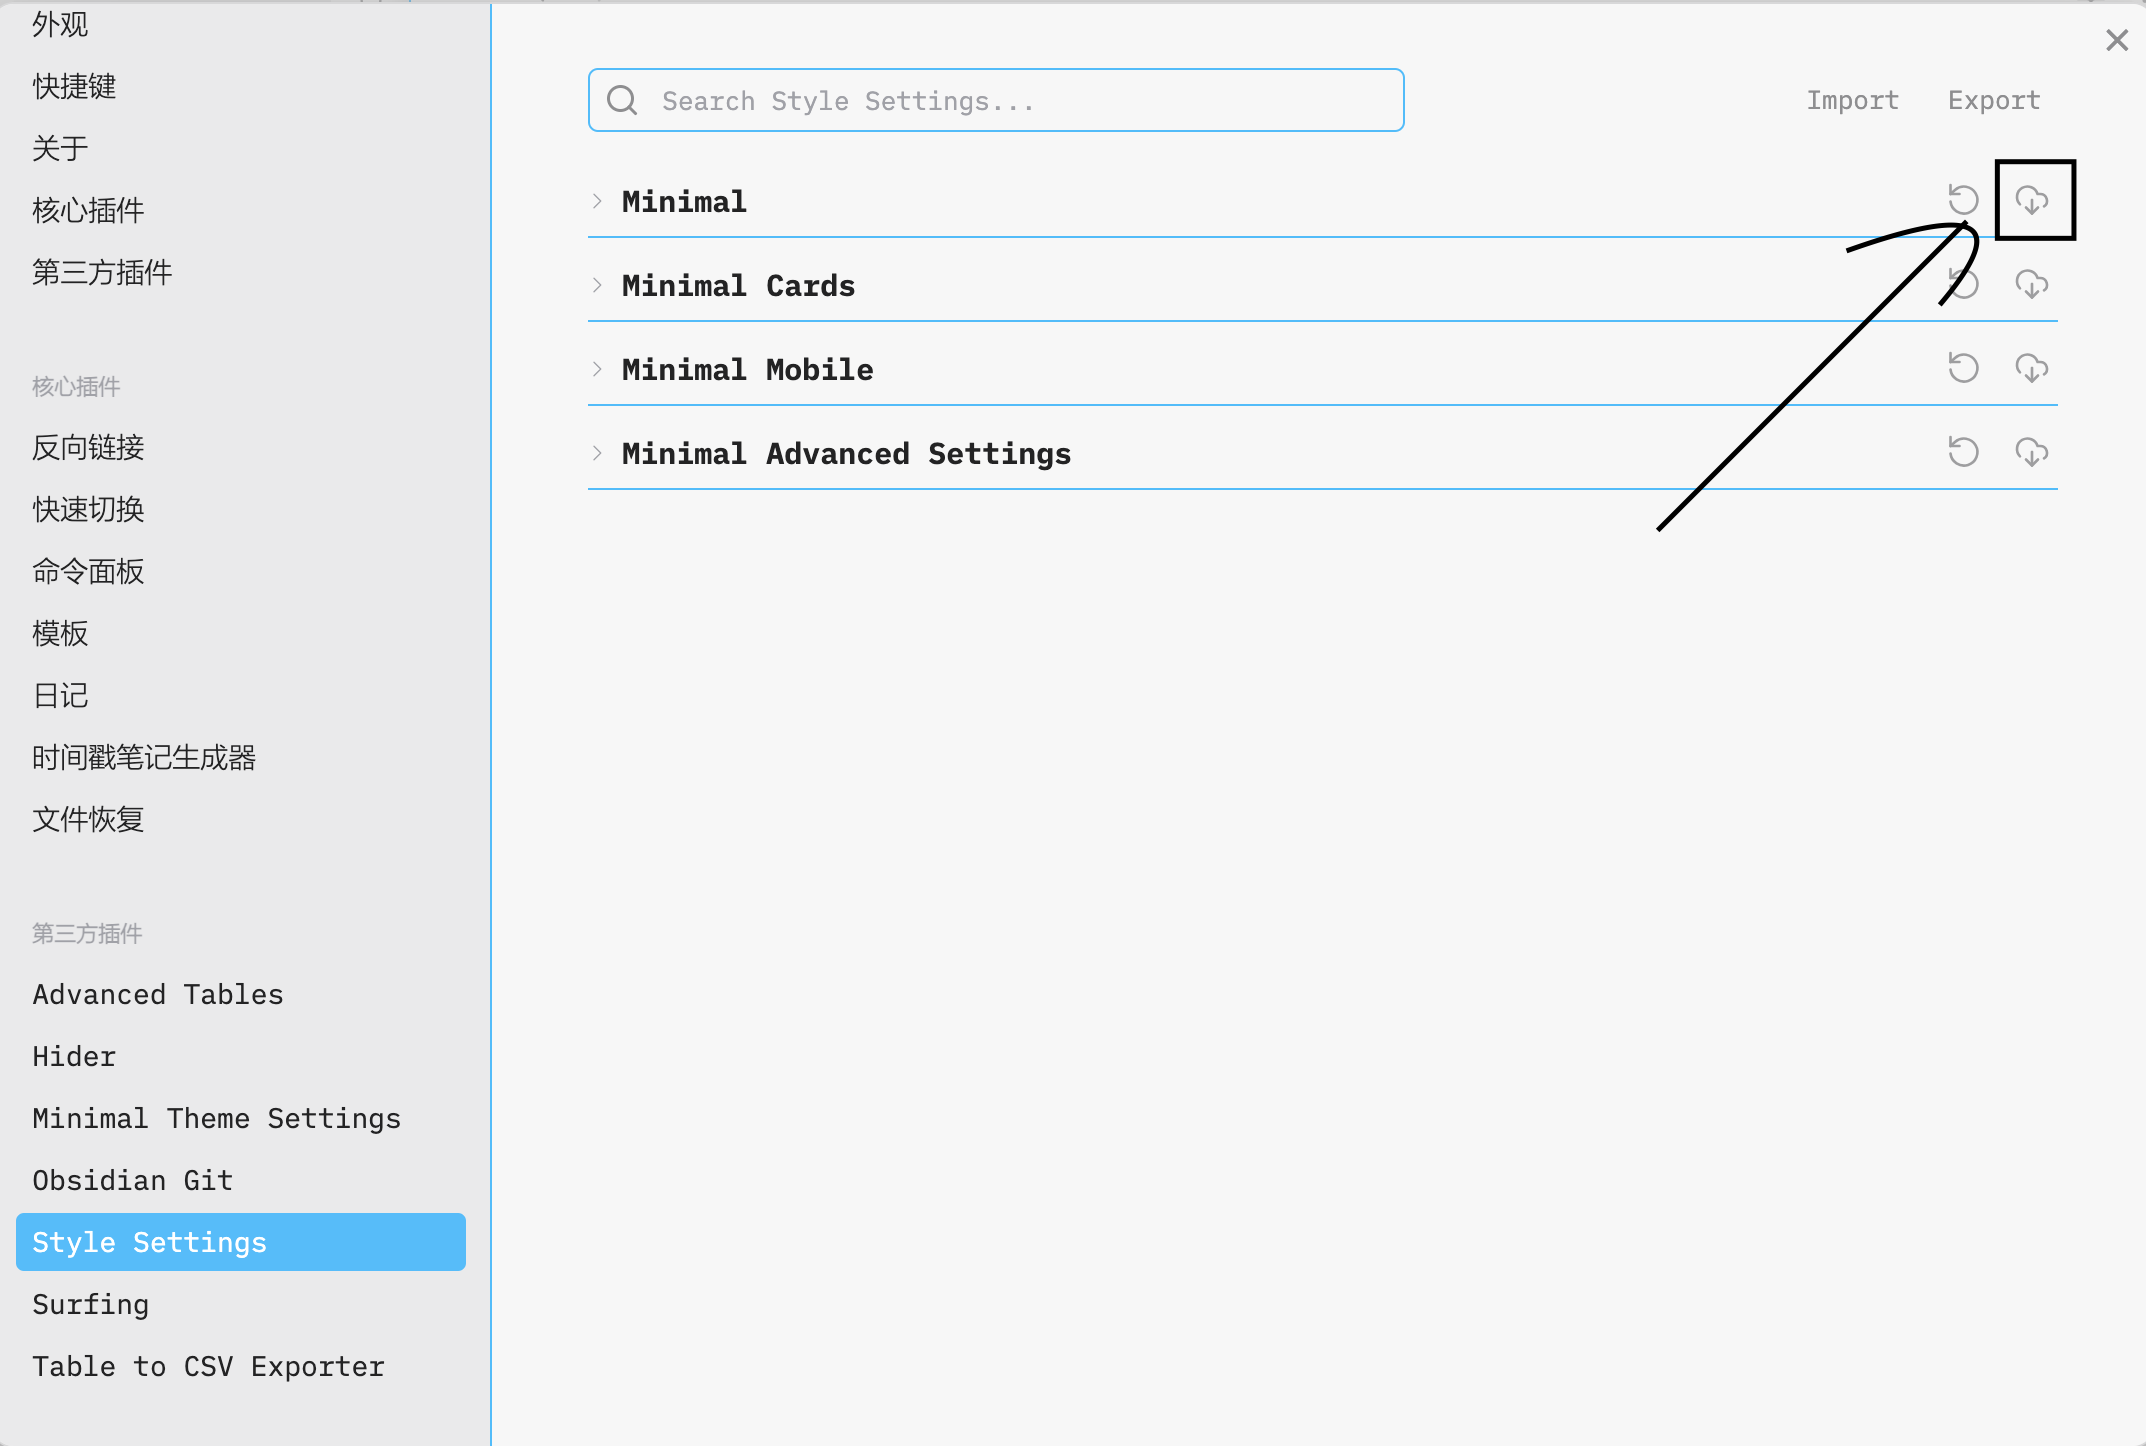 外观
快捷键
关于
核心插件
第三方插件
核心插件
反向链接
快速切换
命令面板
模板
日记
时间戳笔记生成器
文件恢复
第三方插件
Advanced Tables
Hider
Minimal Theme Settings
Obsidian Git
Style Settings
Surfing
Table to CSV Exporter
Search Style Settings...
Import Export
Minimal
Minimal Cards
Minimal Mobile
Minimal Advanced Settings